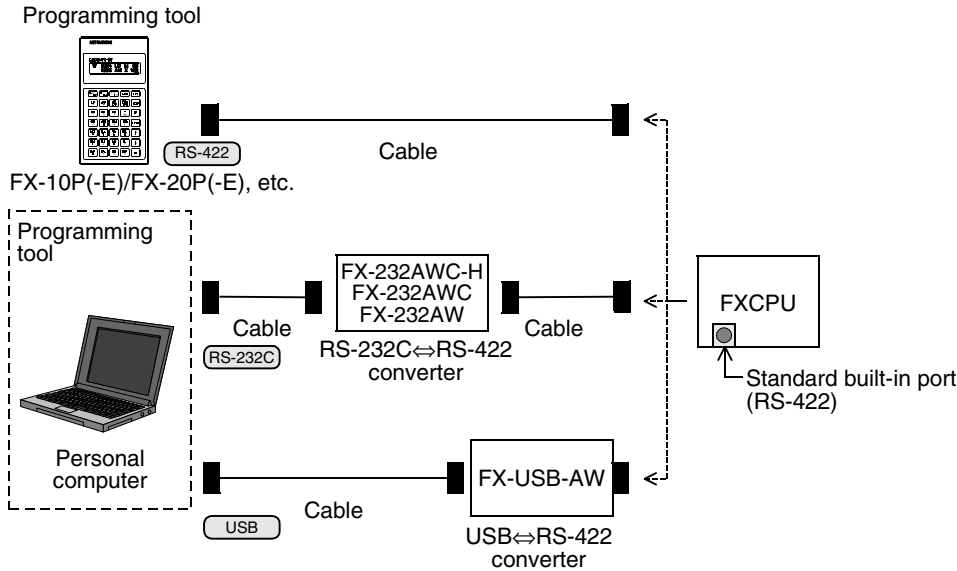 Programming tool
RS-422
Cable
FX-10P(-E)/FX-20P(-E), etc.
Programming
tool
FX-232AWC-H
FX-232AWC
FX-232AW
FXCPU
Cable
Cable
RS-232C
RS-232C⇔RS-422
converter
Standard built-in port
(RS-422)
Personal
computer
FX-USB-AW
Cable
USB
USB⇔RS-422
converter